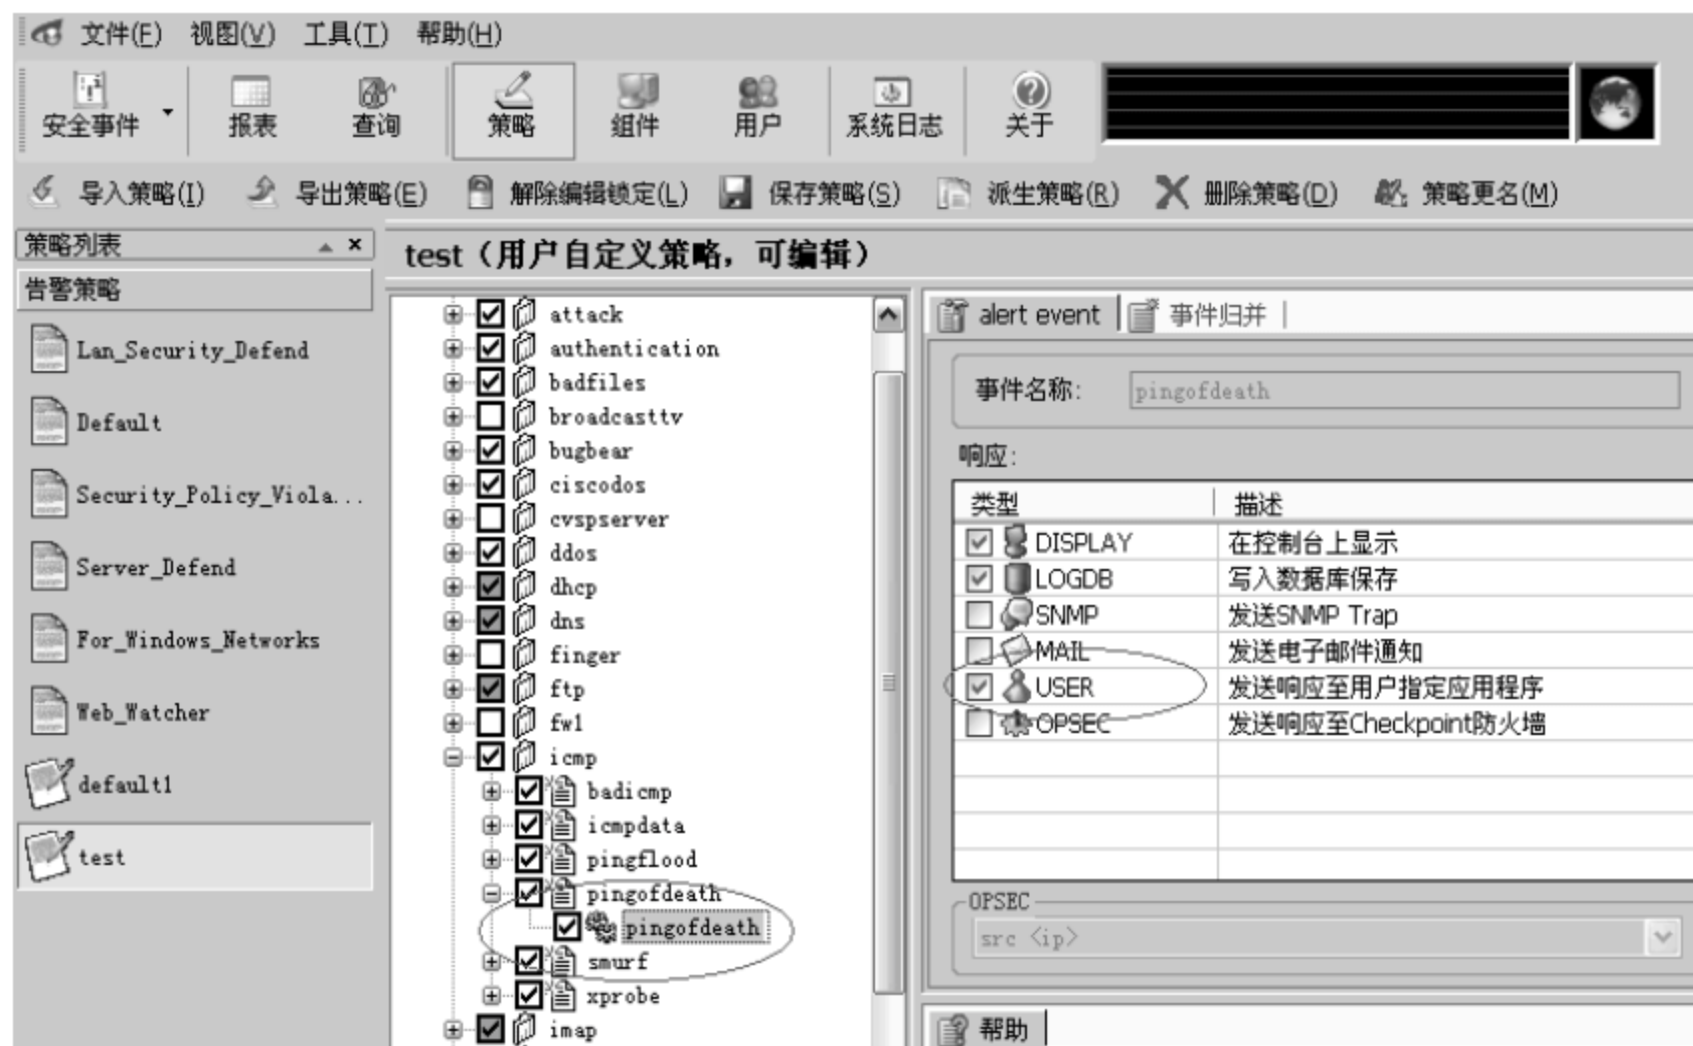 文件(F) 视图(V) 工具(T) 帮助(H)
安全事件 报表 查询 策略 组件 用户 系统日志 关于
导入策略(I) 导出策略(E) 解除编辑锁定(L) 保存策略(S) 派生策略(R) 删除策略(D) 策略更名(M)
策略列表
告警策略
Lan_Security_Defend
Default
Security_Policy_Viola...
Server_Defend
For_Windows_Networks
Web_Watcher
default1
test
test（用户自定义策略，可编辑）
attack
authentication
badfiles
broadcasttv
bugbear
ciscodos
cvspserver
ddos
dhcp
dns
finger
ftp
fw1
icmp
badicmp
icmpdata
pingflood
pingofdeath
pingofdeath
smurf
xprobe
imap
alert event 事件归并
事件名称: pingofdeath
响应:
类型 描述
DISPLAY 在控制台上显示
LOGDB 写入数据库保存
SNMP 发送SNMP Trap
MAIL 发送电子邮件通知
USER 发送响应至用户指定应用程序
OPSEC 发送响应至Checkpoint防火墙
OPSEC
src <ip>
帮助